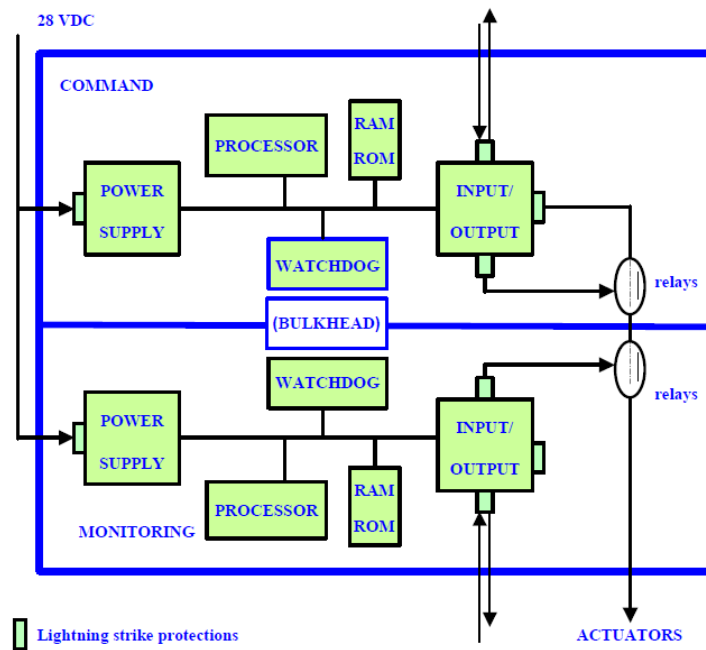 28 VDC
COMMAND
RAM
ROM
PROCESSOR
POWER
SUPPLY
INPUT/
OUTPUT
WATCHDOG
relays
(BULKHEAD)
WATCHDOG
relays
POWER
SUPPLY
INPUT/
OUTPUT
RAM
ROM
PROCESSOR
MONITORING
Lightning strike protections
ACTUATORS